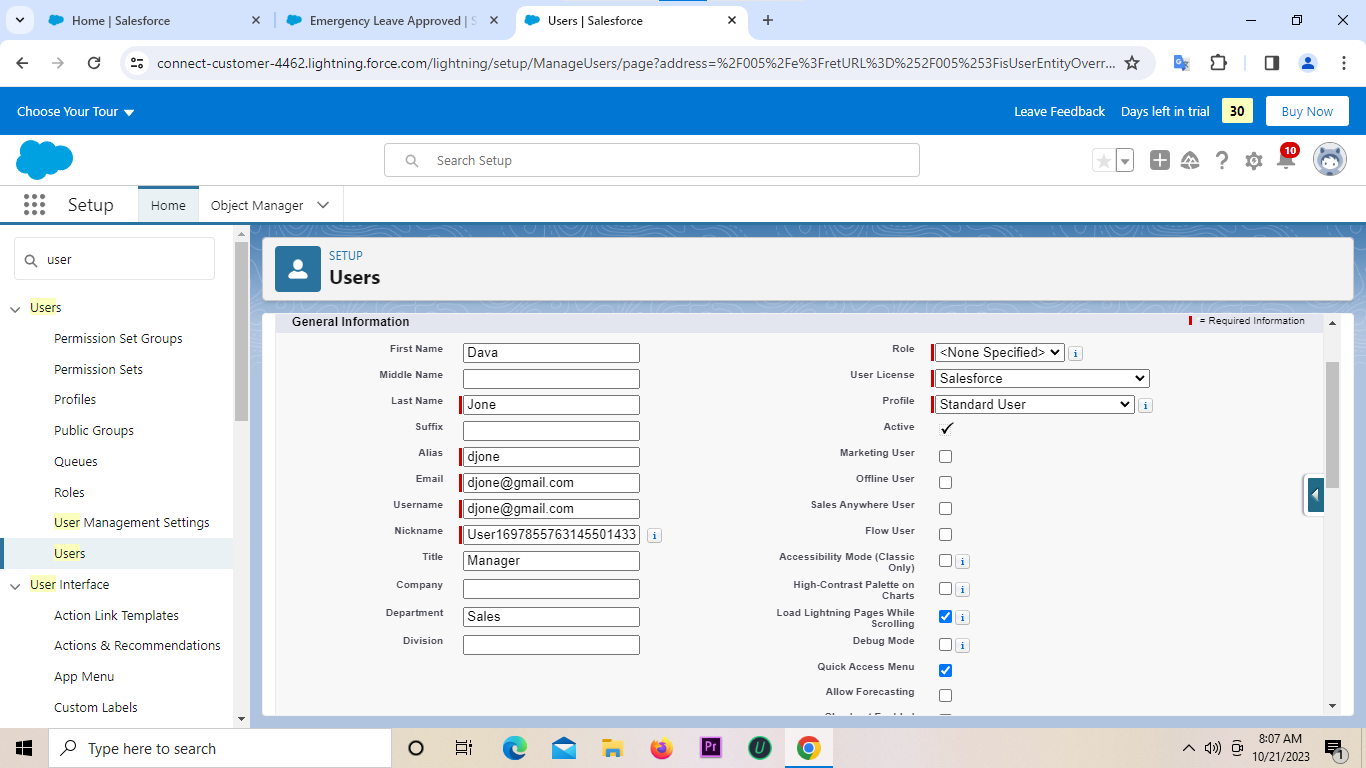 Home | Salesforce
Emergency Leave Approved | S
Users | Salesforce
connect-customer-4462.lightning.force.com/lightning/setup/ManageUsers/page?address=%2F005%2Fe%3FretURL%3D%252F005%253FisUserEntityOverr...
Choose Your Tour
Leave Feedback
Days left in trial
30
Buy Now
Search Setup
10
Setup
Home
Object Manager
user
Users
Permission Set Groups
Permission Sets
Profiles
Public Groups
Queues
Roles
User Management Settings
Users
User Interface
Action Link Templates
Actions & Recommendations
App Menu
Custom Labels
SETUP
Users
General Information
= Required Information
First Name Dava
Middle Name
Last Name Jone
Suffix
Alias djone
Email djone@gmail.com
Username djone@gmail.com
Nickname User1697855763145501433
Title Manager
Company
Department Sales
Division
Role <None Specified>
User License Salesforce
Profile Standard User
Active
Marketing User
Offline User
Sales Anywhere User
Flow User
Accessibility Mode (Classic
Only)
High-Contrast Palette on
Charts
Load Lightning Pages While
Scrolling
Debug Mode
Quick Access Menu
Allow Forecasting
Type here to search
Pr
U
8:07 AM
10/21/2023
1